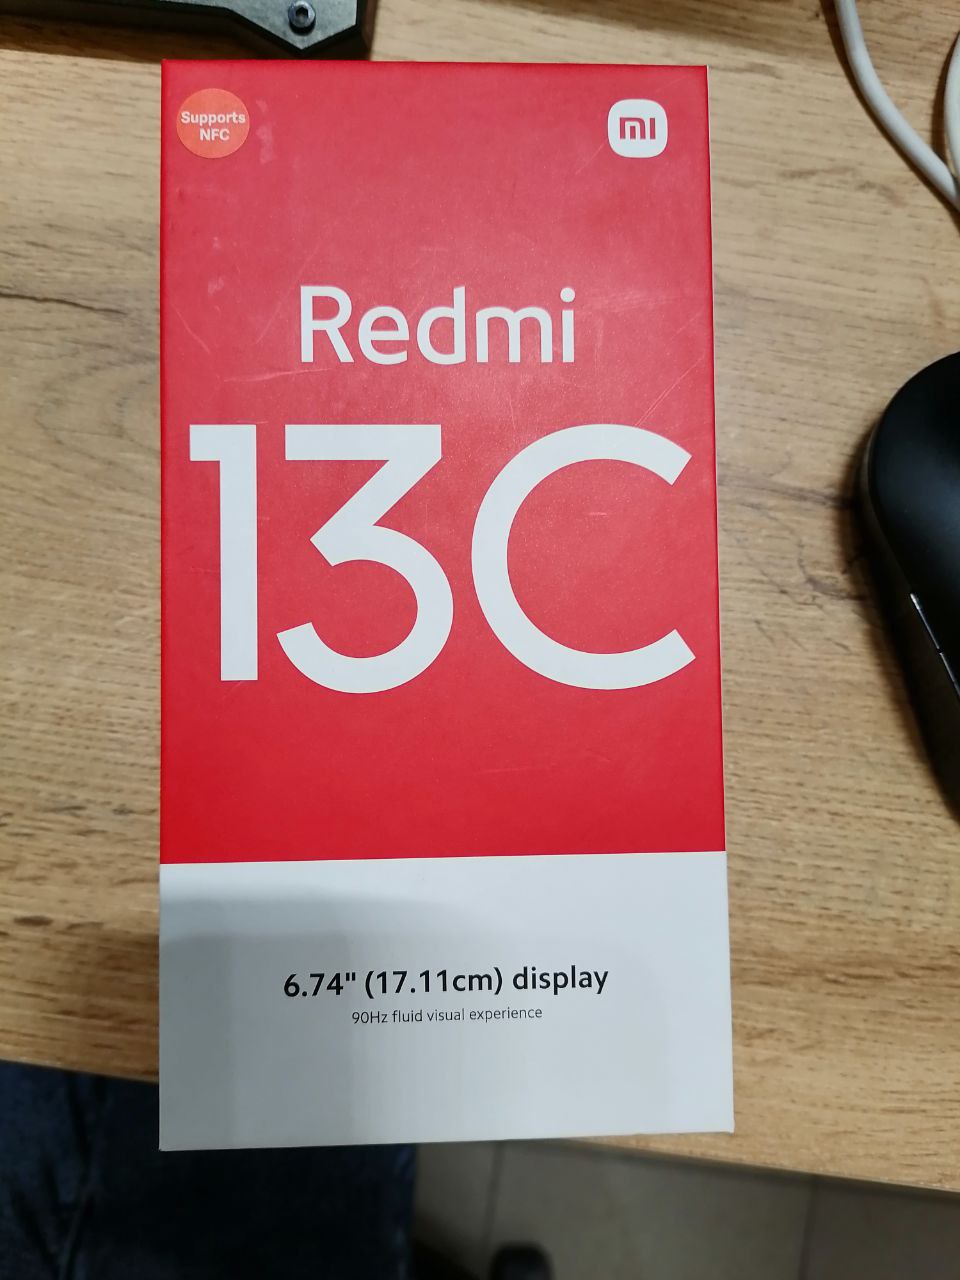 Supports
NFC
mi
Redmi
13C
6.74" (17.11cm) display
90Hz fluid visual experience